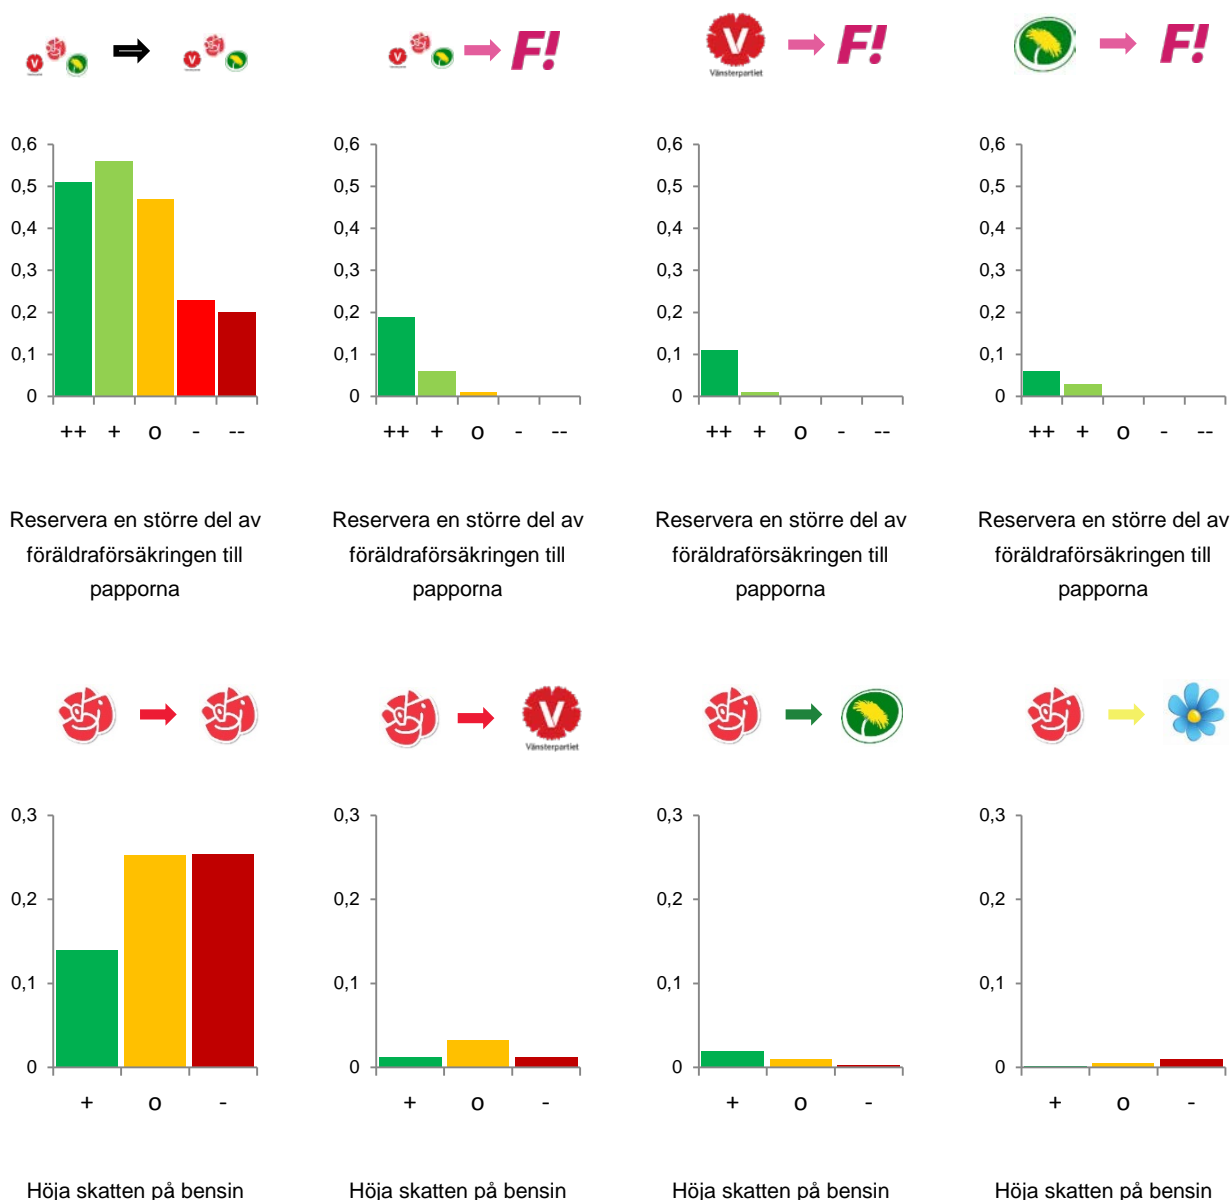 F!
V
Vänsterpartiet
F!
F!
0,6
0,5
0,4
0,3
0,2
0,1
0
++ + o - --
0,6
0,5
0,4
0,3
0,2
0,1
0
++ + o - --
0,6
0,5
0,4
0,3
0,2
0,1
0
++ + o - --
0,6
0,5
0,4
0,3
0,2
0,1
0
++ + o - --
Reservera en större del av
föräldraförsäkringen till
papporna
Reservera en större del av
föräldraförsäkringen till
papporna
Reservera en större del av
föräldraförsäkringen till
papporna
Reservera en större del av
föräldraförsäkringen till
papporna
V
Vänsterpartiet
0,3
0,2
0,1
0
+ o -
0,3
0,2
0,1
0
+ o -
0,3
0,2
0,1
0
+ o -
0,3
0,2
0,1
0
+ o -
Höja skatten på bensin
Höja skatten på bensin
Höja skatten på bensin
Höja skatten på bensin